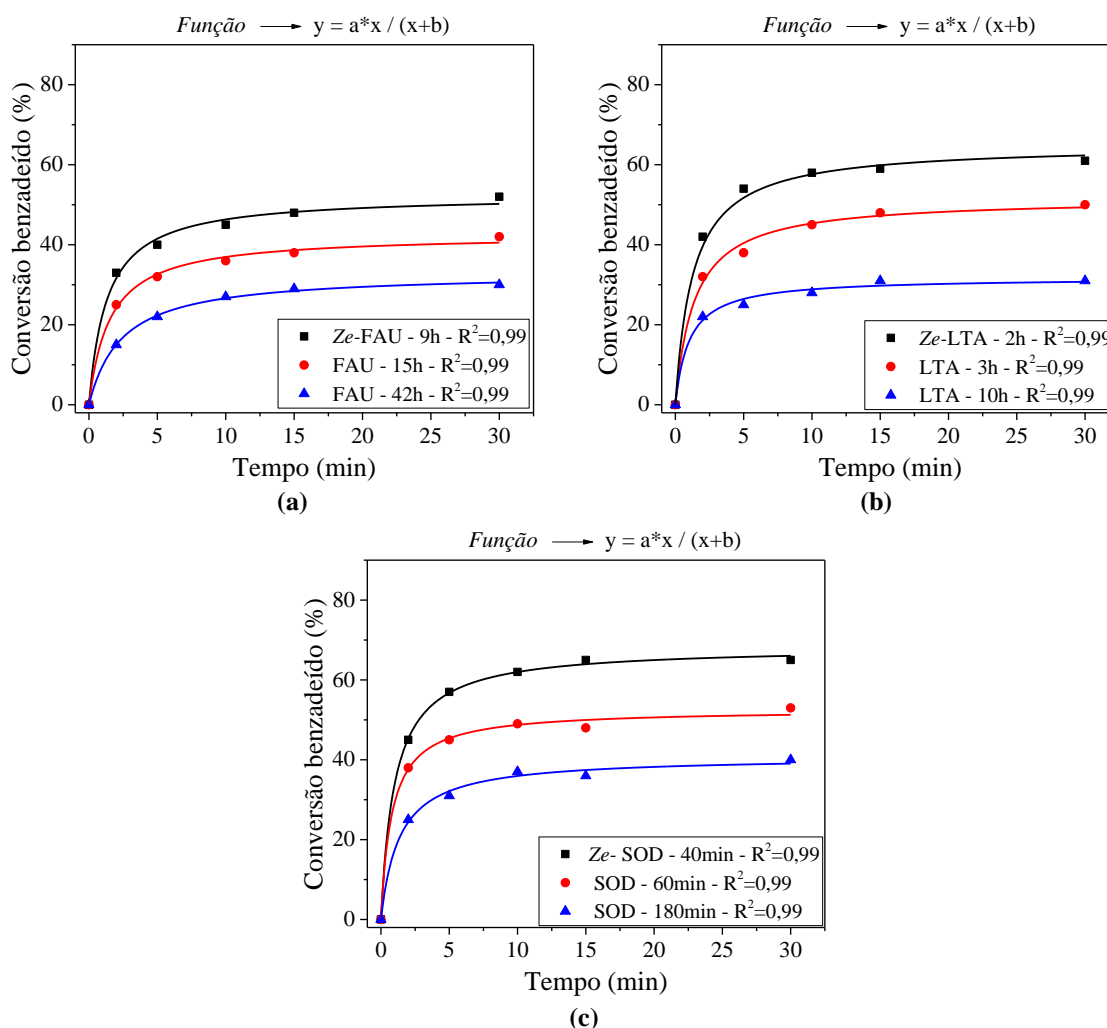 Função → y = a*x / (x+b)
Conversão benzadeído (%)
80
60
40
20
0
Ze-FAU - 9h - R²=0,99
FAU - 15h - R²=0,99
FAU - 42h - R²=0,99
0 5 10 15 20 25 30
Tempo (min)
(a)
Função → y = a*x / (x+b)
Conversão benzadeído (%)
80
60
40
20
0
Ze-LTA - 2h - R²=0,99
LTA - 3h - R²=0,99
LTA - 10h - R²=0,99
0 5 10 15 20 25 30
Tempo (min)
(b)
Função → y = a*x / (x+b)
Conversão benzadeído (%)
80
60
40
20
0
Ze- SOD - 40min - R²=0,99
SOD - 60min - R²=0,99
SOD - 180min - R²=0,99
0 5 10 15 20 25 30
Tempo (min)
(c)